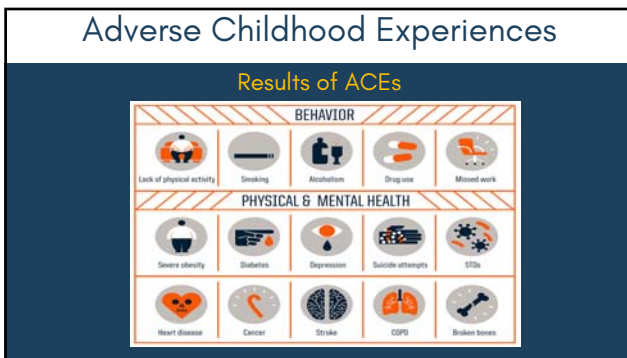 Adverse Childhood Experiences
Results of ACEs
BEHAVIOR
Lack of physical activity Smoking Alcoholism Drug use Missed work
PHYSICAL & MENTAL HEALTH
Severe obesity Diabetes Depression Suicide attempts STDs
Heart disease Cancer Stroke COPD Broken bones